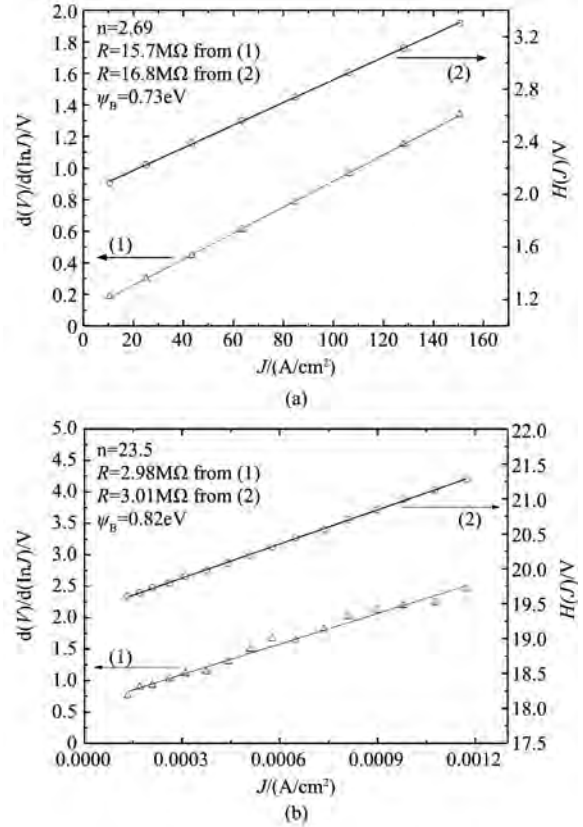 n=2.69
R=15.7MΩ from (1)
R=16.8MΩ from (2)
ψB=0.73eV
(2)
(1)
2.0
1.8
1.6
1.4
1.2
1.0
0.8
0.6
0.4
0.2
0
d(V)/d(lnJ)/V
3.2
2.8
2.4
2.0
1.6
1.2
H(J)/V
0 20 40 60 80 100 120 140 160
J/(A/cm²)
(a)
n=23.5
R=2.98MΩ from (1)
R=3.01MΩ from (2)
ψB=0.82eV
(2)
(1)
5.0
4.5
4.0
3.5
3.0
2.5
2.0
1.5
1.0
0.5
0
d(V)/d(lnJ)/V
22.0
21.5
21.0
20.5
20.0
19.5
19.0
18.5
18.0
17.5
H(J)/V
0.0000 0.0003 0.0006 0.0009 0.0012
J/(A/cm²)
(b)